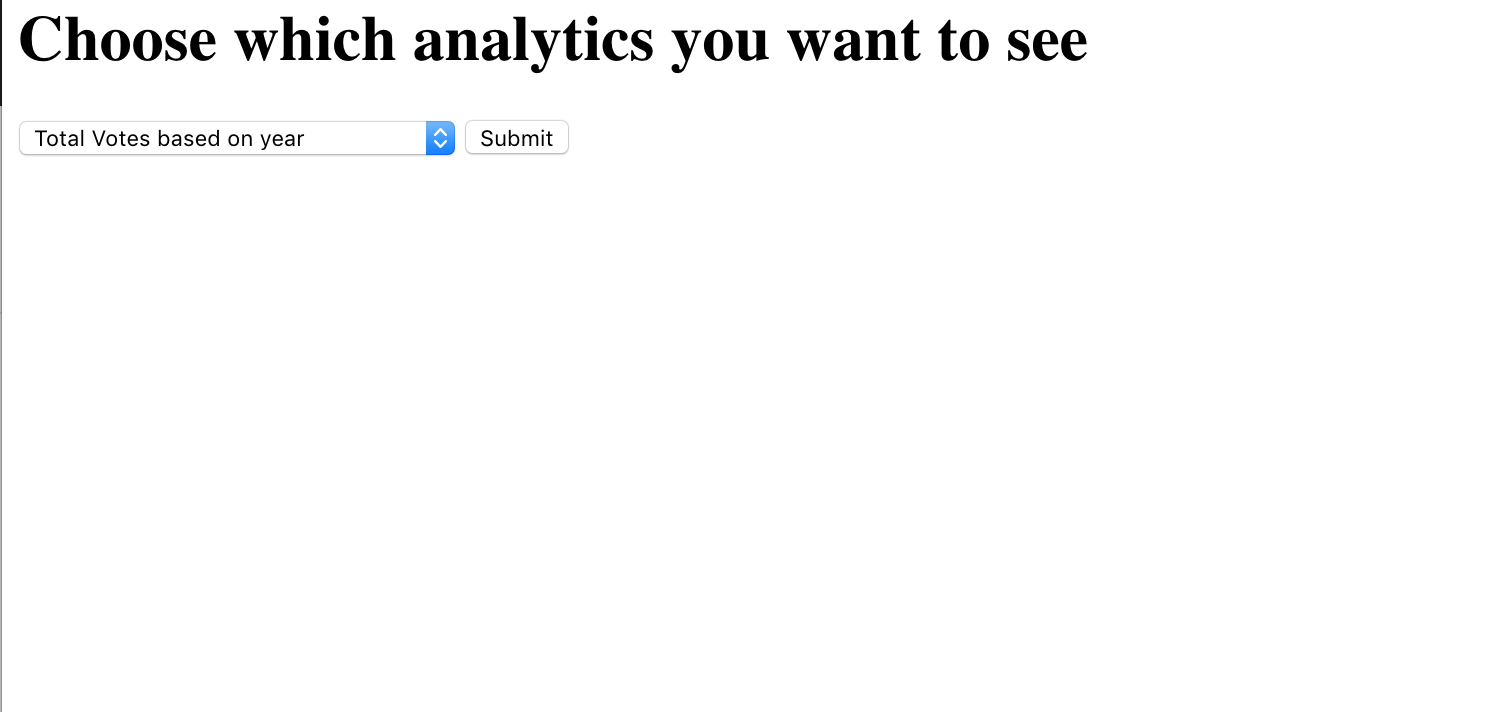 Choose which analytics you want to see
Total Votes based on year Submit